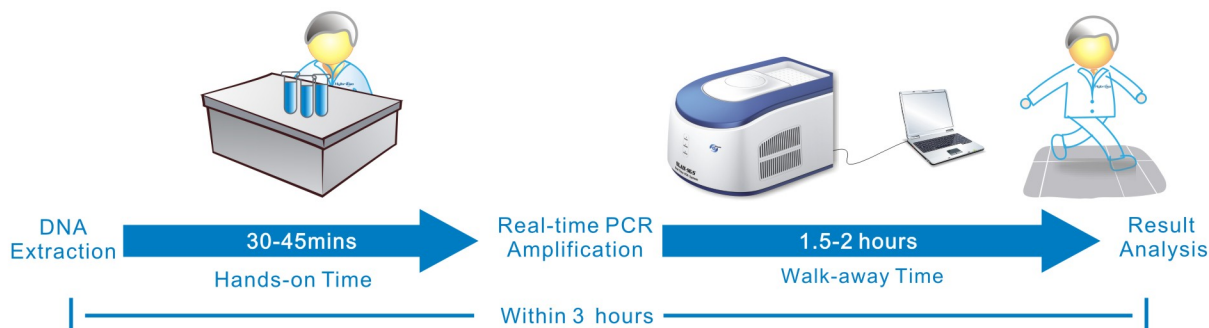 DNA
Extraction
30-45mins
Hands-on Time
Real-time PCR
Amplification
1.5-2 hours
Walk-away Time
Result
Analysis
Within 3 hours